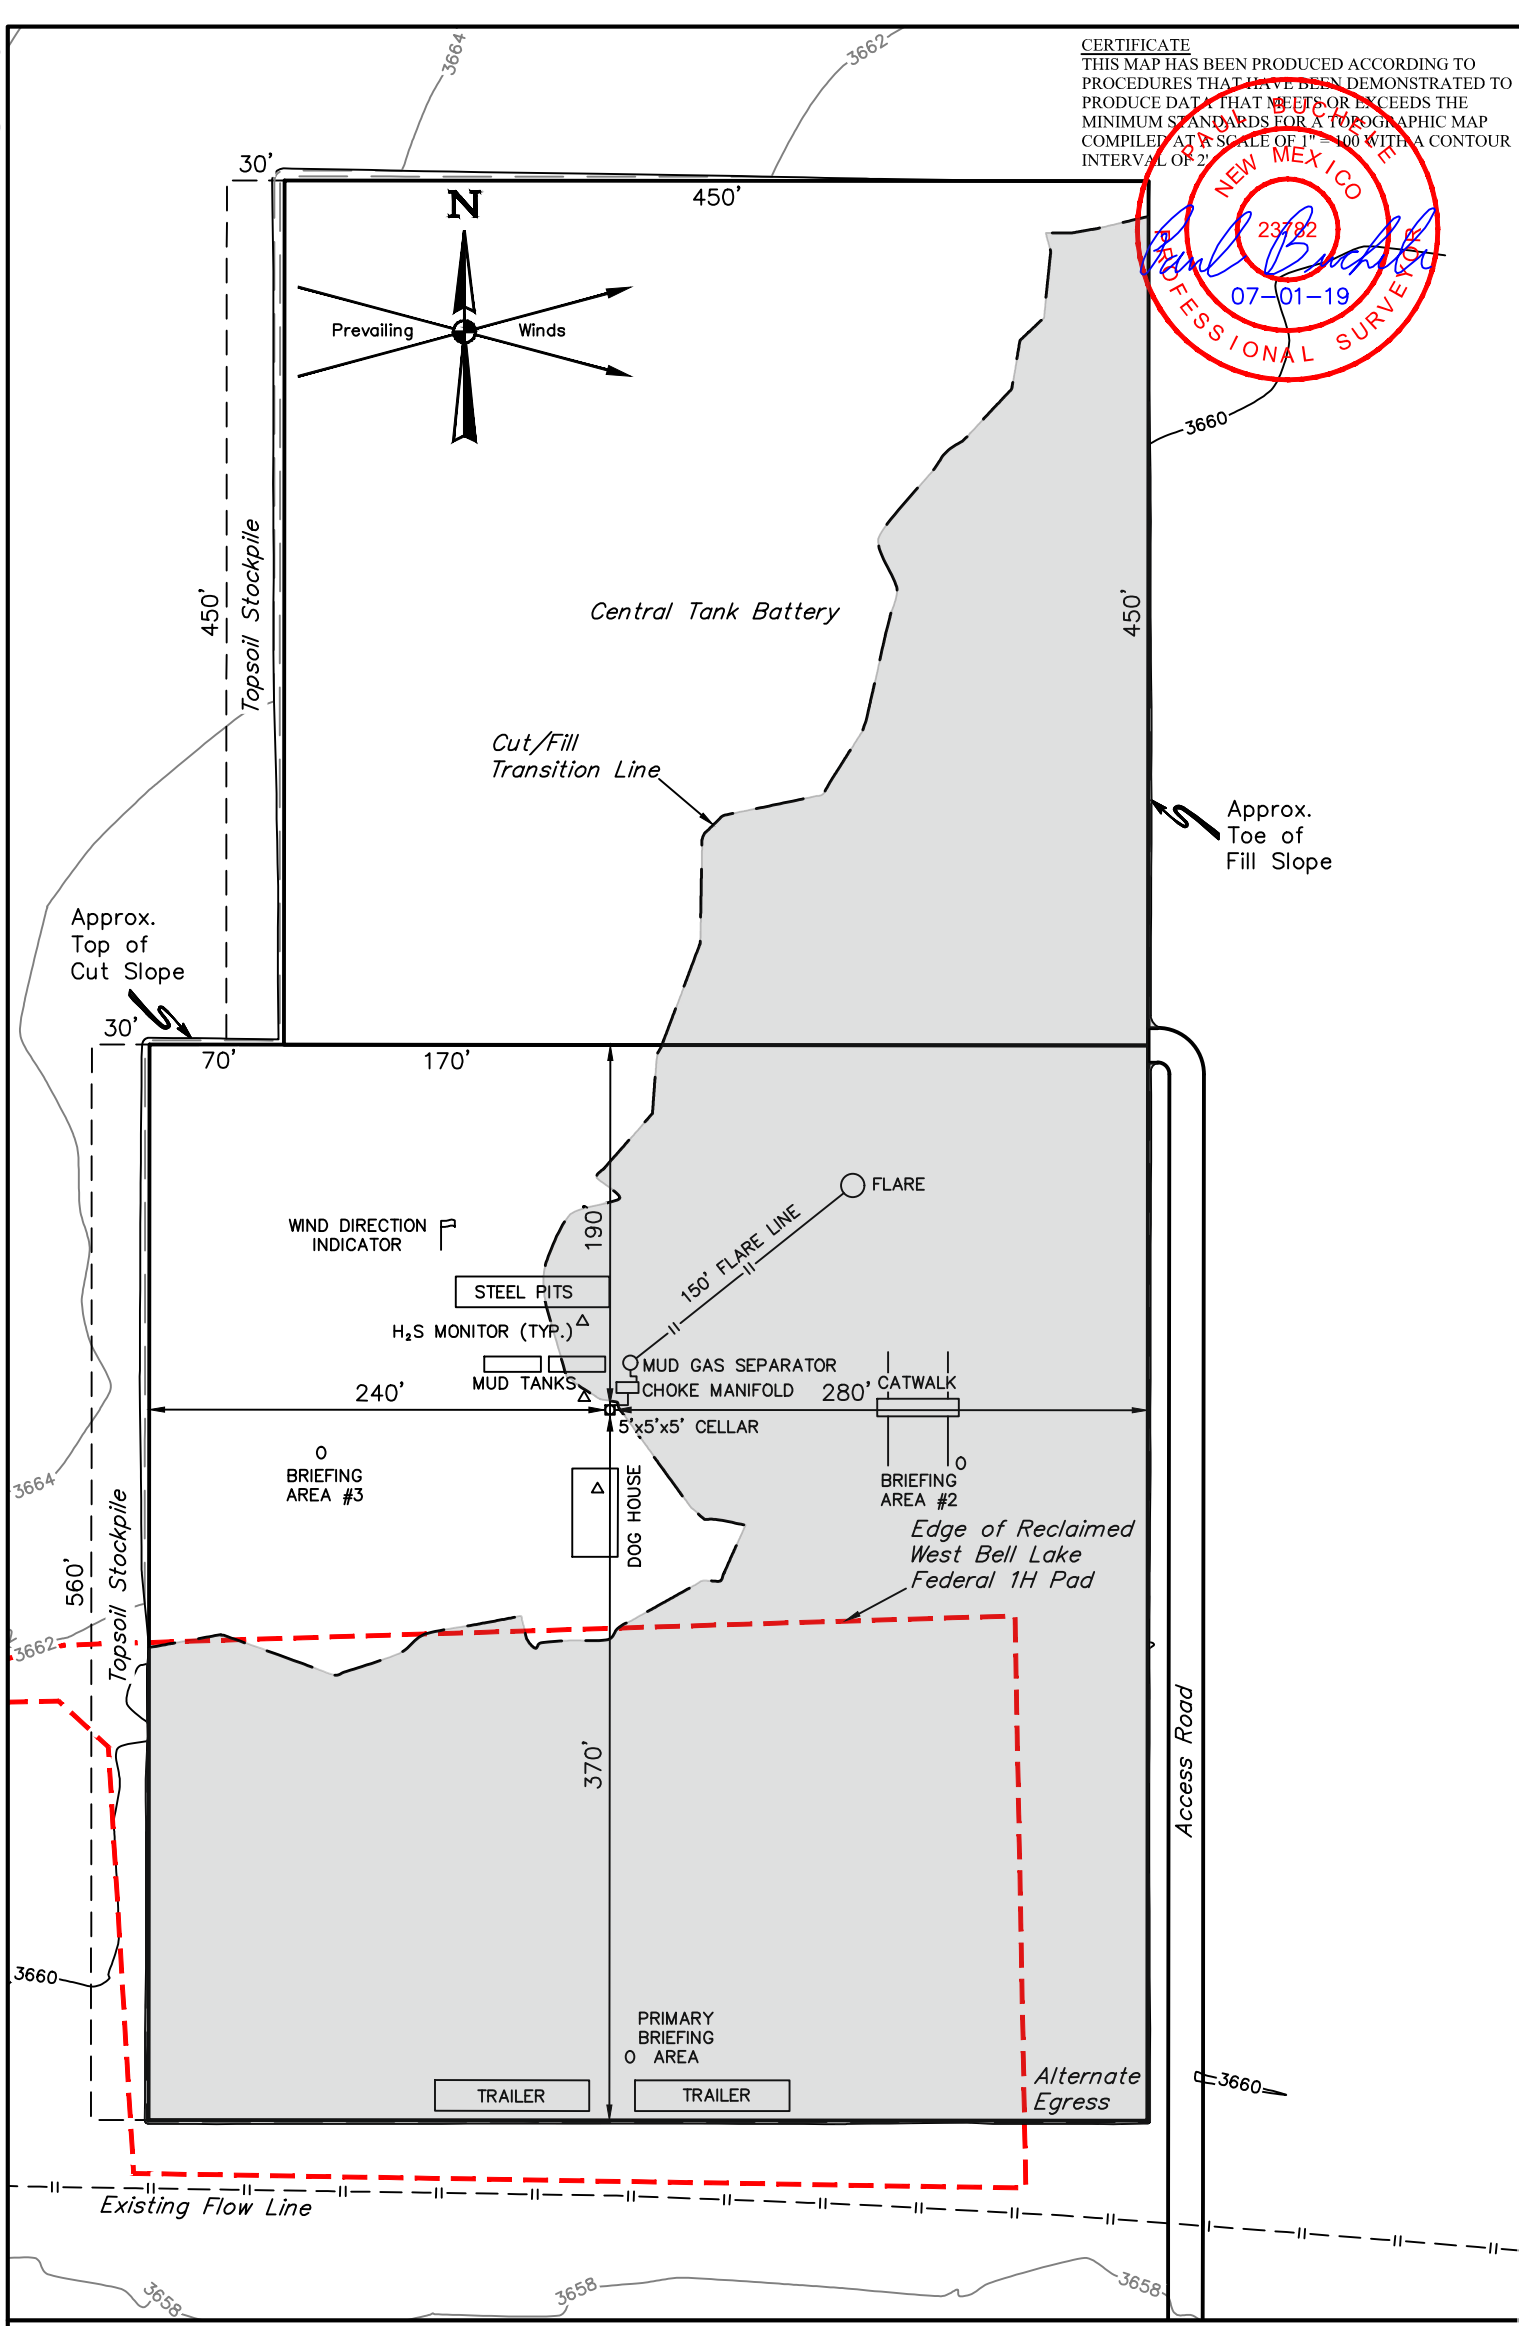 3664
3662
CERTIFICATE
THIS MAP HAS BEEN PRODUCED ACCORDING TO
PROCEDURES THAT HAVE BEEN DEMONSTRATED TO
PRODUCE DATA THAT MEETS OR EXCEEDS THE
MINIMUM STANDARDS FOR A TOPOGRAPHIC MAP
COMPILED AT A SCALE OF 1" = 100 WITH A CONTOUR
INTERVAL OF 2'.
PAUL BUCHELE
NEW MEXICO
23782
Paul Buchele
07-01-19
PROFESSIONAL SURVEYOR
30'
450'
N
Prevailing Winds
3660
450'
Topsoil Stockpile
Central Tank Battery
450'
Cut/Fill
Transition Line
Approx.
Toe of
Fill Slope
Approx.
Top of
Cut Slope
30'
70'
170'
FLARE
190'
150' FLARE LINE
WIND DIRECTION
INDICATOR
STEEL PITS
H₂S MONITOR (TYP.)
MUD GAS SEPARATOR
MUD TANKS
CHOKE MANIFOLD
240'
280'
CATWALK
5'x5'x5' CELLAR
BRIEFING
AREA #3
DOG HOUSE
BRIEFING
AREA #2
3664
Topsoil Stockpile
560'
Edge of Reclaimed
West Bell Lake
Federal 1H Pad
3662
370'
Access Road
3660
PRIMARY
BRIEFING
AREA
TRAILER
TRAILER
Alternate
Egress
3660
Existing Flow Line
3658
3658
3658